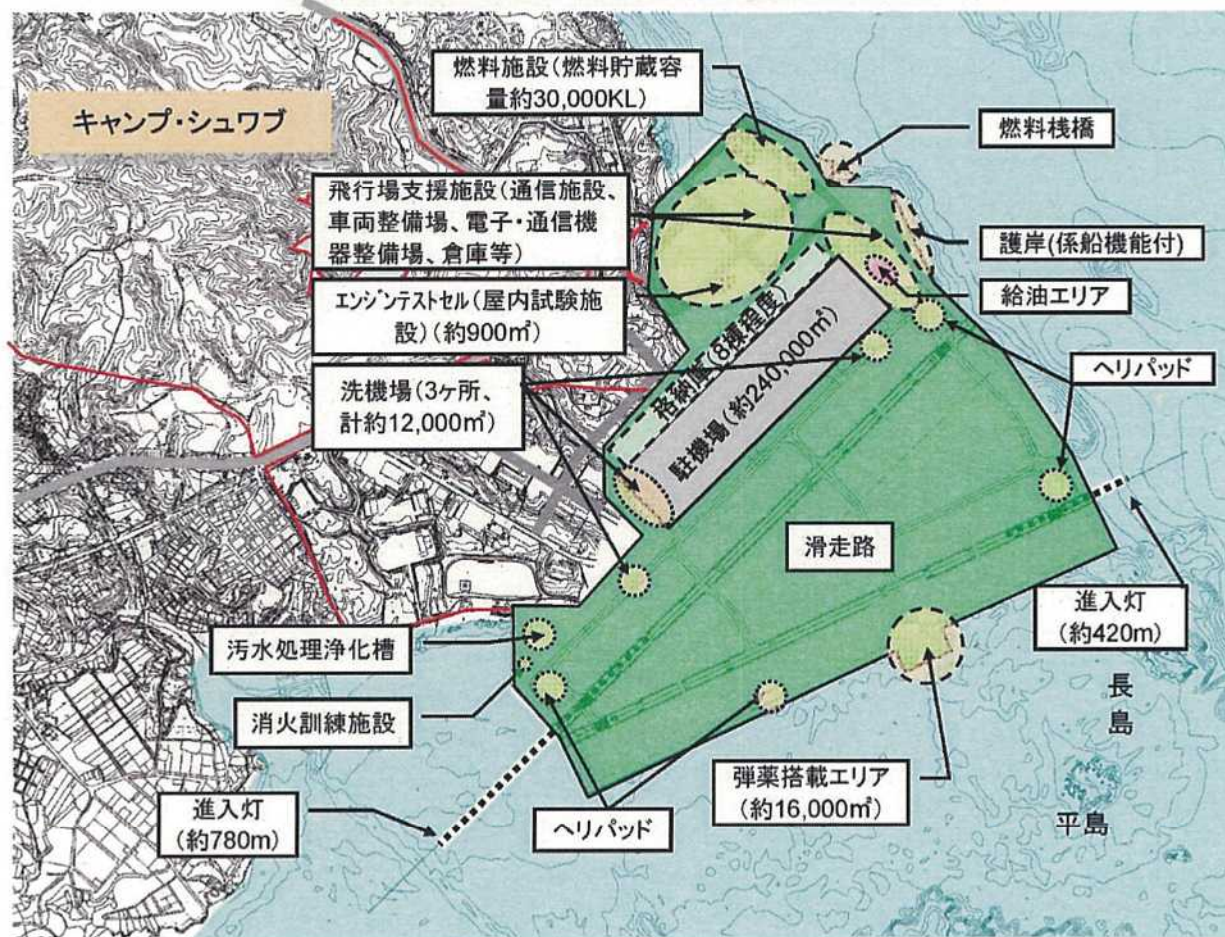 燃料施設(燃料貯蔵容
量約30,000KL)
キャンプ・シュワブ
燃料桟橋
飛行場支援施設(通信施設、
車両整備場、電子・通信機
器整備場、倉庫等)
護岸(係船機能付)
エンジンテストセル(屋内試験施
設)(約900㎡)
給油エリア
格納庫(8棟程度)
駐機場(約240,000㎡)
洗機場(3ヶ所、
計約12,000㎡)
ヘリパッド
滑走路
進入灯
(約420m)
汚水処理浄化槽
消火訓練施設
長島
弾薬搭載エリア
(約16,000㎡)
進入灯
(約780m)
ヘリパッド
平島